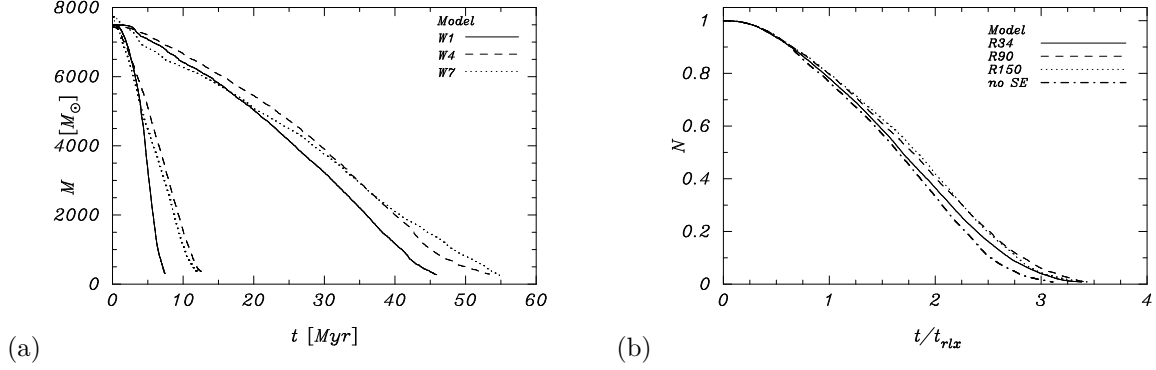 8000
6000
4000
2000
0
M [M⊙]
0 10 20 30 40 50 60
t [Myr]
Model
W1
W4
W7
(a)
1
0.8
0.6
0.4
0.2
0
N
0 1 2 3 4
t/t_rlx
Model
R34
R90
R150
no SE
(b)